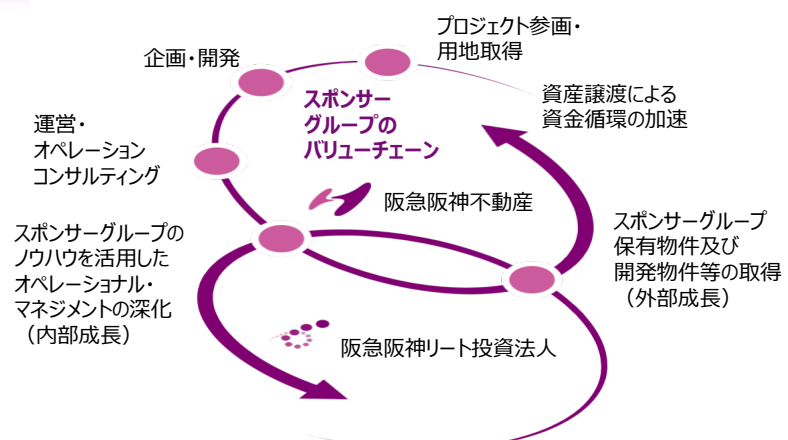 プロジェクト参画・
用地取得
企画・開発
スポンサー
グループの
バリューチェーン
資産譲渡による
資金循環の加速
運営・
オペレーション
コンサルティング
阪急阪神不動産
スポンサーグループの
ノウハウを活用した
オペレーショナル・
マネジメントの深化
（内部成長）
スポンサーグループ
保有物件及び
開発物件等の取得
（外部成長）
阪急阪神リート投資法人